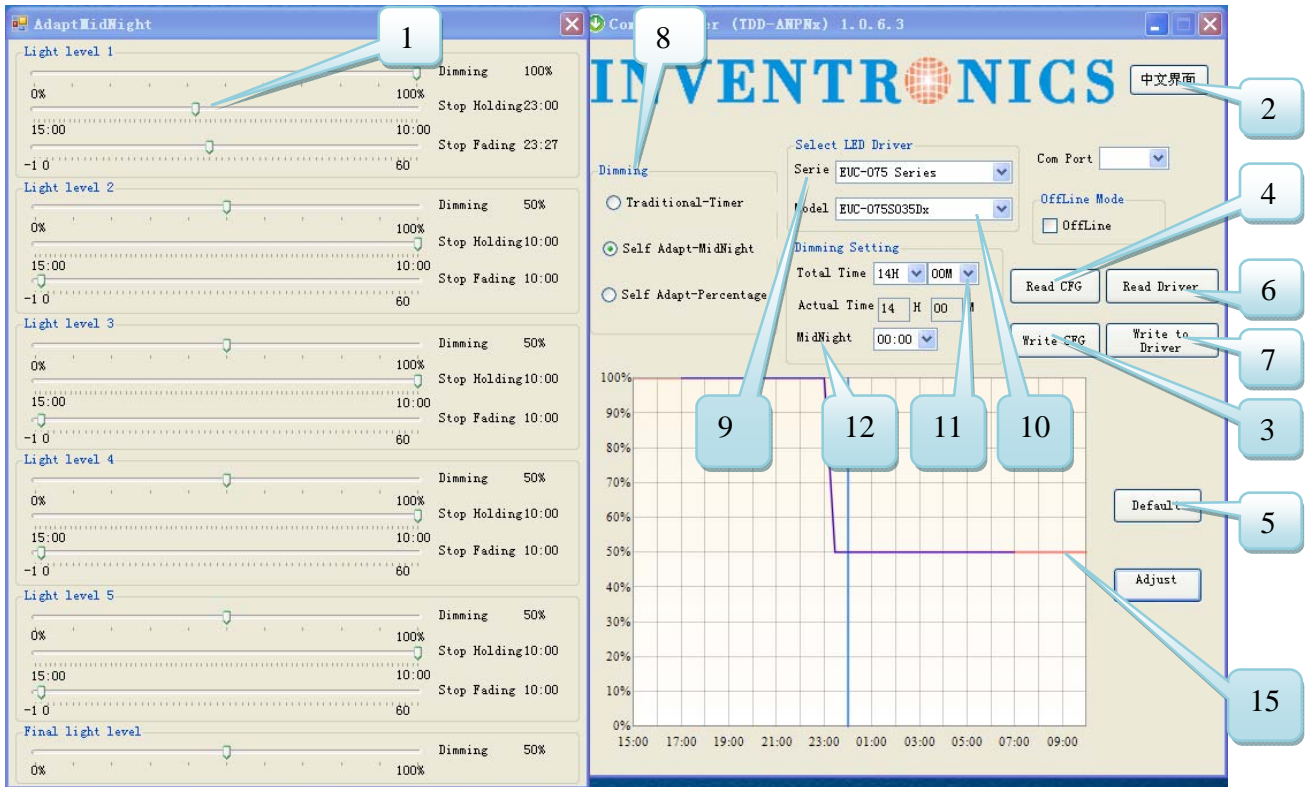 AdaptMidNight
Light level 1
Dimming 100%
0% 100%
Stop Holding23:00
15:00 10:00
Stop Fading 23:27
-1 0 60
Light level 2
Dimming 50%
0% 100%
Stop Holding10:00
15:00 10:00
Stop Fading 10:00
-1 0 60
Light level 3
Dimming 50%
0% 100%
Stop Holding10:00
15:00 10:00
Stop Fading 10:00
-1 0 60
Light level 4
Dimming 50%
0% 100%
Stop Holding10:00
15:00 10:00
Stop Fading 10:00
-1 0 60
Light level 5
Dimming 50%
0% 100%
Stop Holding10:00
15:00 10:00
Stop Fading 10:00
-1 0 60
Final light level
Dimming 50%
0% 100%
1
8
(TDD-ANPNx) 1.0.6.3
INVENTRONICS
中文界面
2
Dimming
Traditional-Timer
Self Adapt-MidNight
Self Adapt-Percentage
Select LED Driver
Serie EUC-075 Series
Model EUC-075S035Dx
Com Port
OffLine Mode
OffLine
4
Dimming Setting
Total Time 14H 00M
Actual Time 14 H 00
MidNight 00:00
Read CFG
Read Driver
6
Write CFG
Write to
Driver
7
9
12
11
10
3
100%
90%
80%
70%
60%
50%
40%
30%
20%
10%
0%
15:00 17:00 19:00 21:00 23:00 01:00 03:00 05:00 07:00 09:00
Default
5
Adjust
15